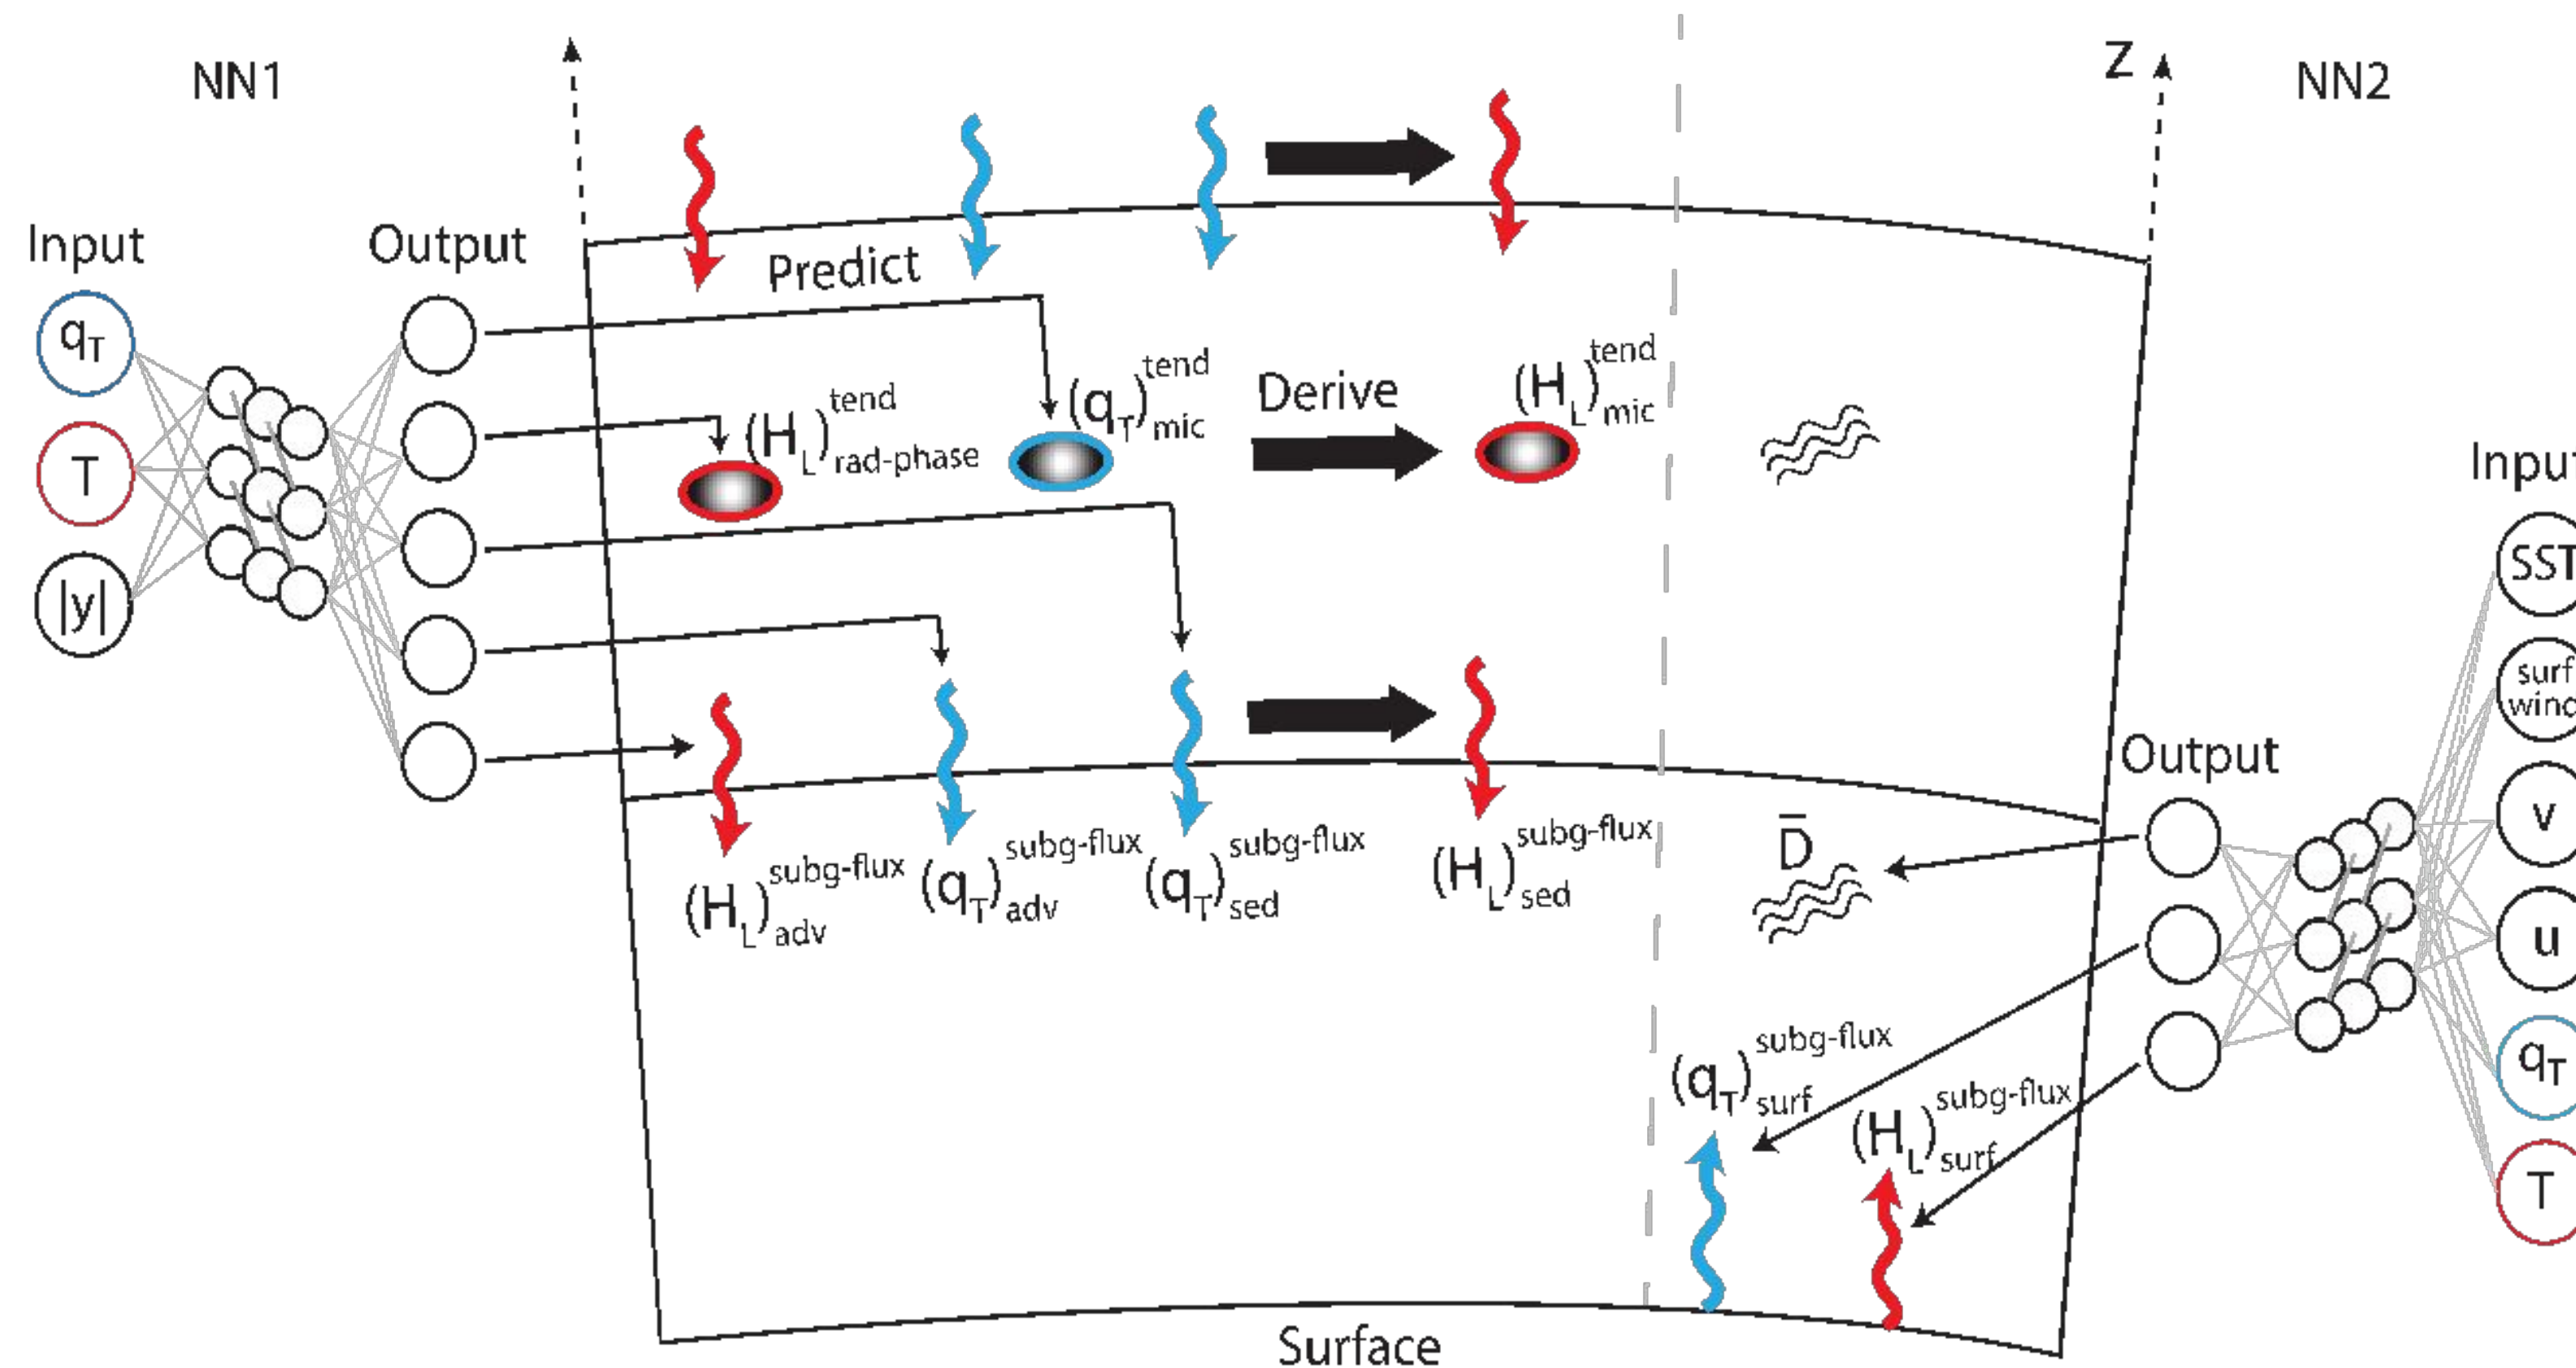 NN1
Z
NN2
Input
Output
Predict
q_T
T
|y|
(H_L)^tend_rad-phase
(q_T)^tend_mic
Derive
(H_L)^tend_mic
(H_L)^subg-flux_adv
(q_T)^subg-flux_adv
(q_T)^subg-flux_sed
(H_L)^subg-flux_sed
D̄
Output
Input
SST
surf
wind
v
u
q_T
T
(q_T)^subg-flux_surf
(H_L)^subg-flux_surf
Surface